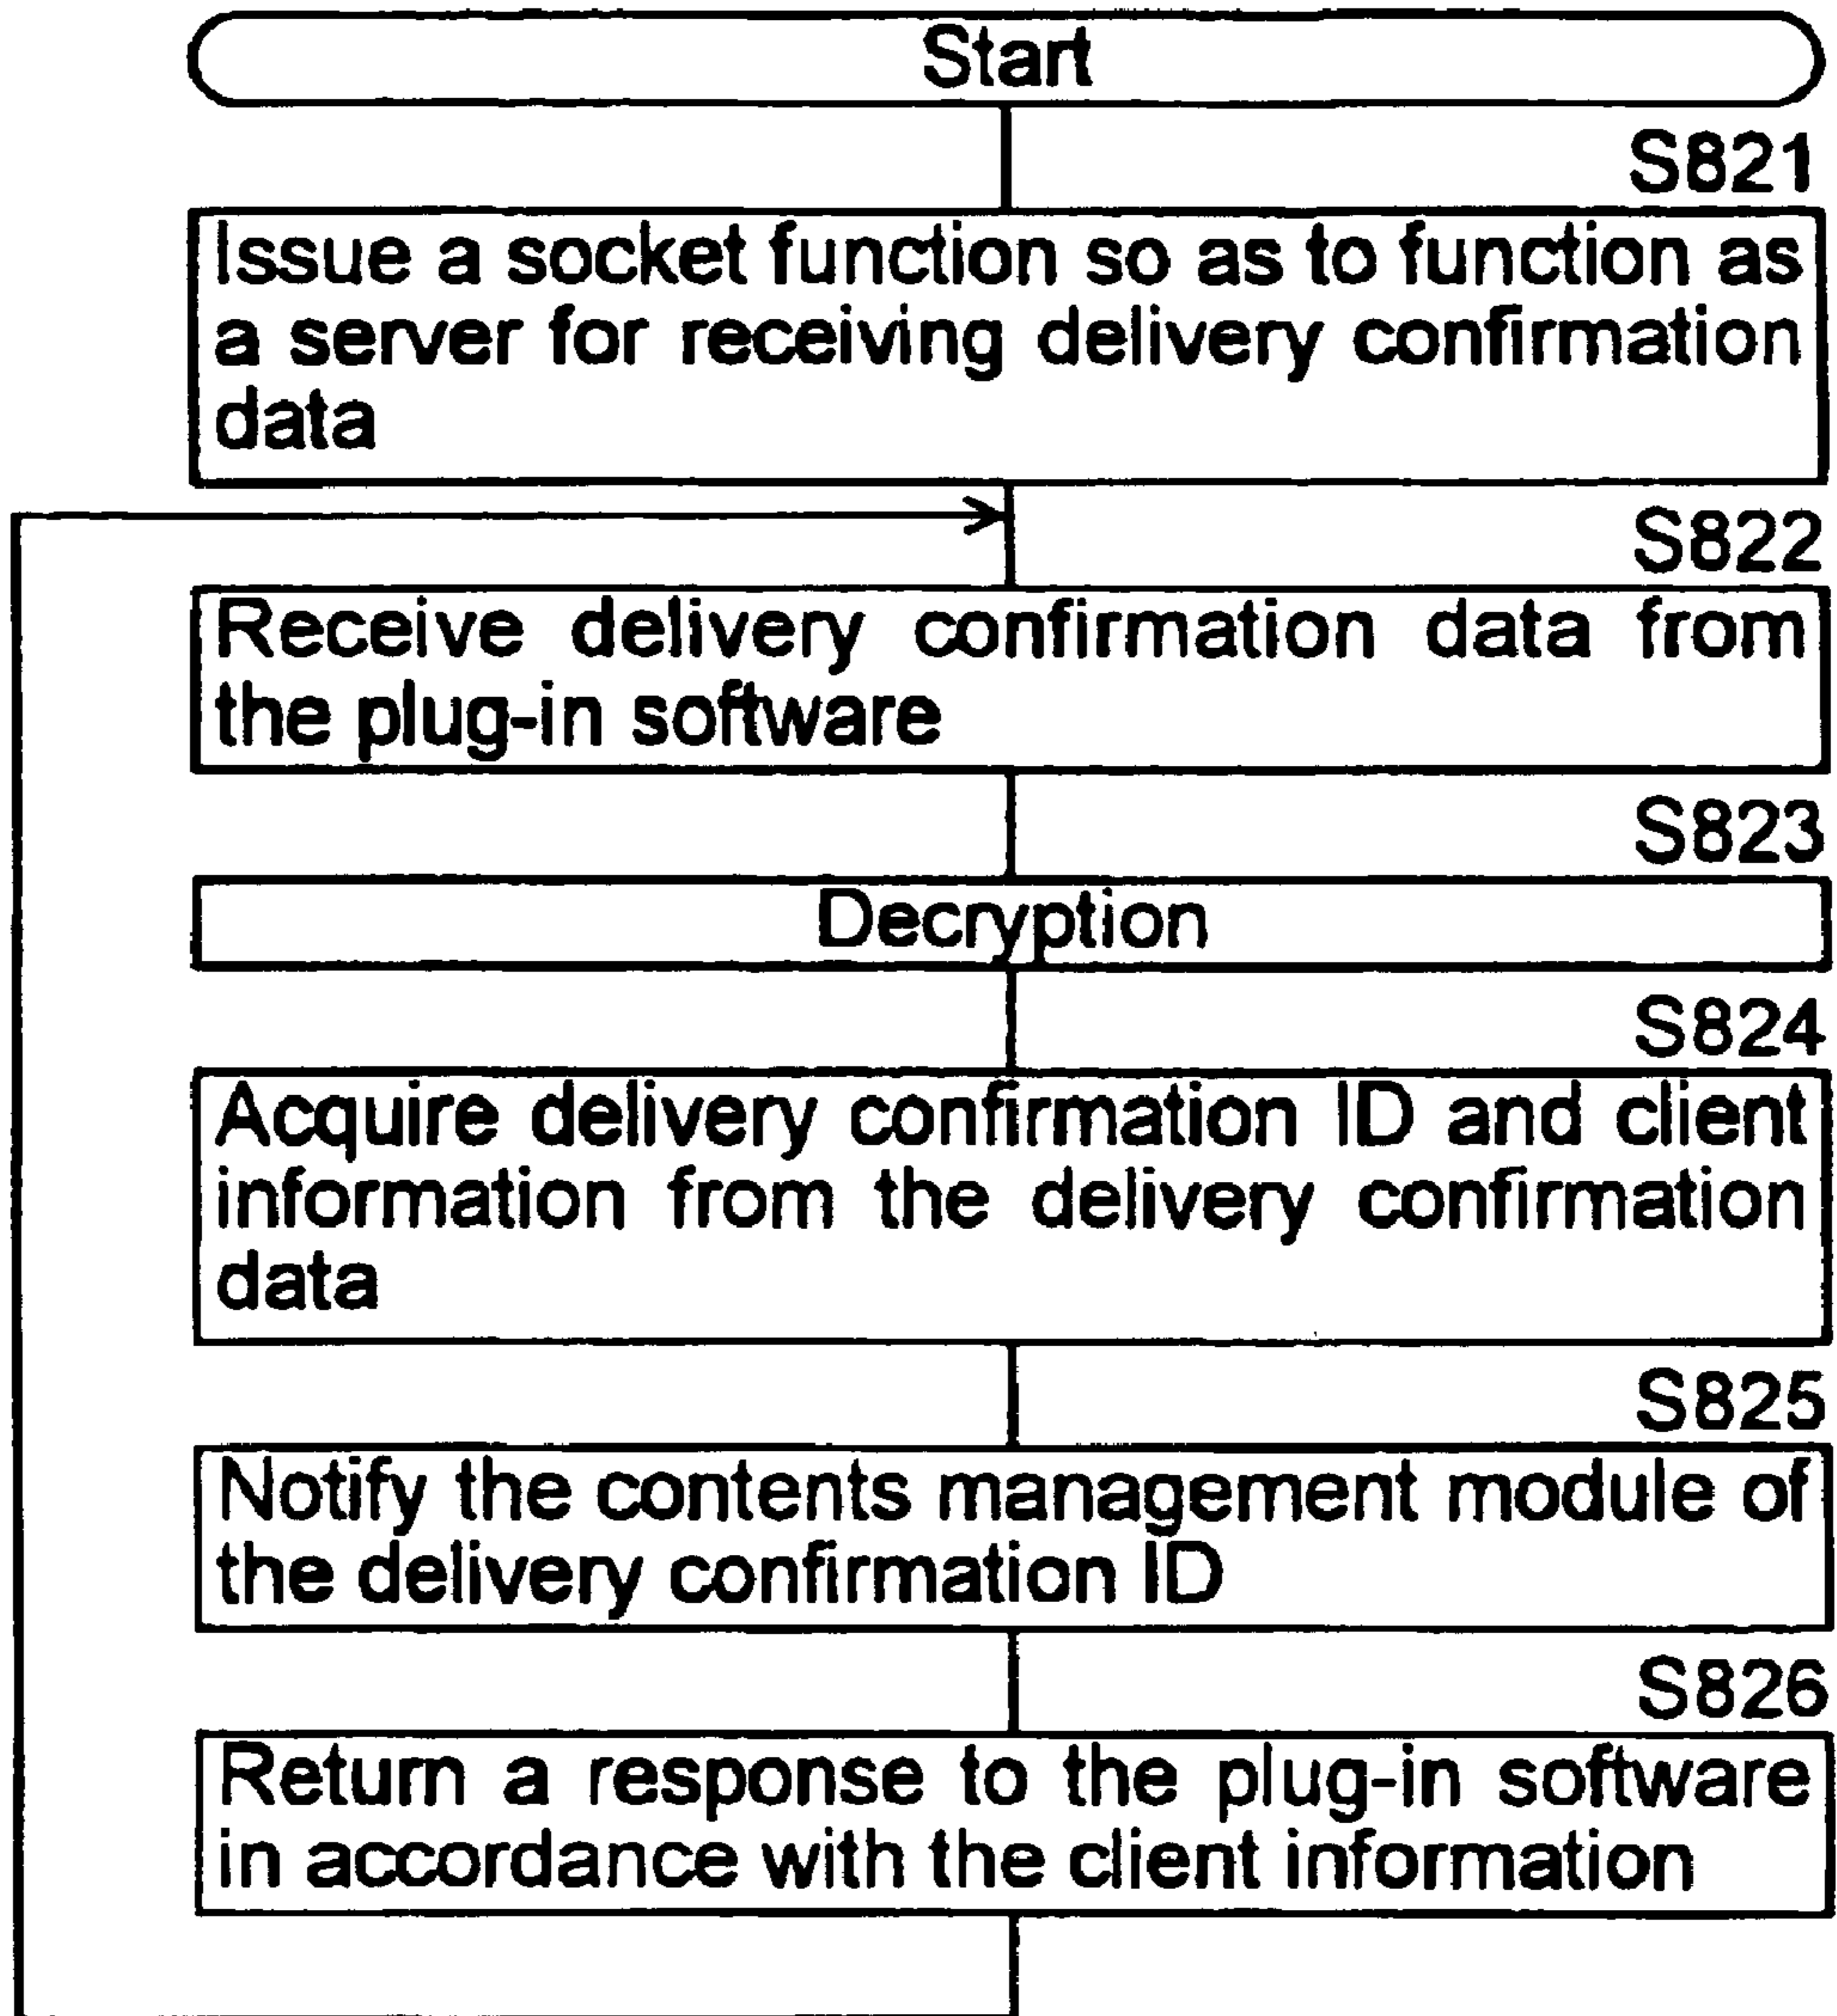 Start
S821
Issue a socket function so as to function as
a server for receiving delivery confirmation
data
S822
Receive delivery confirmation data from
the plug-in software
S823
Decryption
S824
Acquire delivery confirmation ID and client
information from the delivery confirmation
data
S825
Notify the contents management module of
the delivery confirmation ID
S826
Return a response to the plug-in software
in accordance with the client information